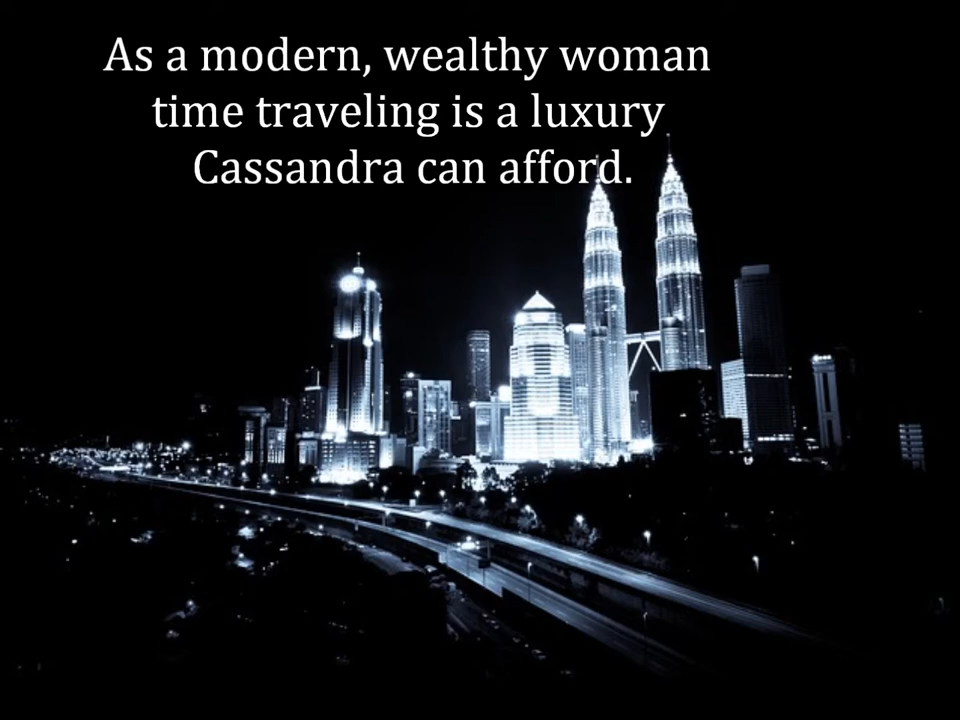 As a modern, wealthy woman
time traveling is a luxury
Cassandra can afford.